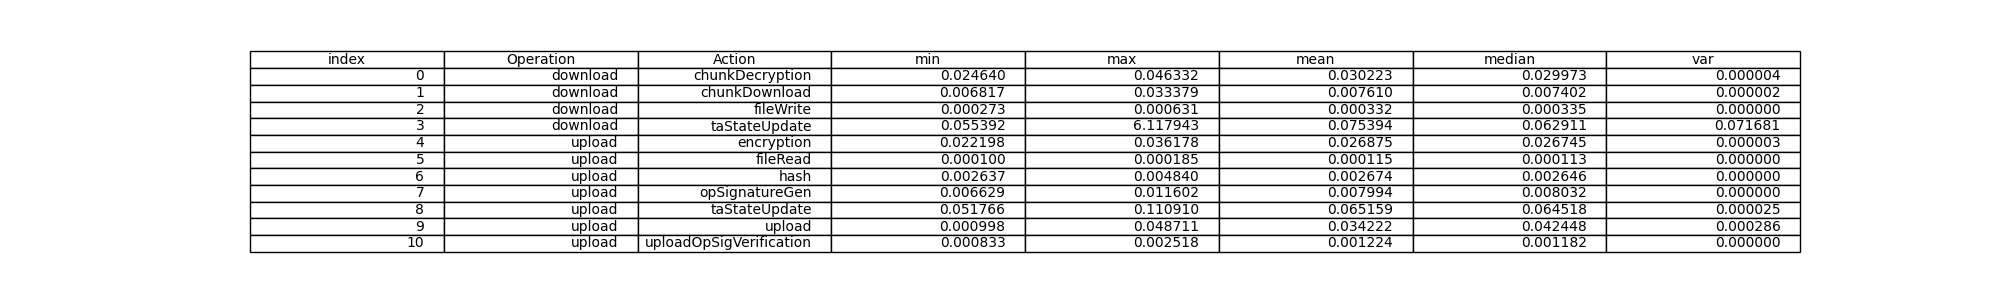 index Operation Action min max mean median var
0 download chunkDecryption 0.024640 0.046332 0.030223 0.029973 0.000004
1 download chunkDownload 0.006817 0.033379 0.007610 0.007402 0.000002
2 download fileWrite 0.000273 0.000631 0.000332 0.000335 0.000000
3 download taStateUpdate 0.055392 6.117943 0.075394 0.062911 0.071681
4 upload encryption 0.022198 0.036178 0.026875 0.026745 0.000003
5 upload fileRead 0.000100 0.000185 0.000115 0.000113 0.000000
6 upload hash 0.002637 0.004840 0.002674 0.002646 0.000000
7 upload opSignatureGen 0.006629 0.011602 0.007994 0.008032 0.000000
8 upload taStateUpdate 0.051766 0.110910 0.065159 0.064518 0.000025
9 upload upload 0.000998 0.048711 0.034222 0.042448 0.000286
10 upload uploadOpSigVerification 0.000833 0.002518 0.001224 0.001182 0.000000